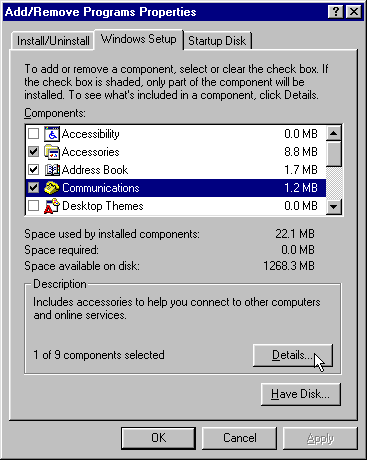 Add/Remove Programs Properties
Install/Uninstall Windows Setup Startup Disk
To add or remove a component, select or clear the check box. If
the check box is shaded, only part of the component will be
installed. To see what's included in a component, click Details.
Components:
Accessibility 0.0 MB
Accessories 8.8 MB
Address Book 1.7 MB
Communications 1.2 MB
Desktop Themes 0.0 MB
Space used by installed components: 22.1 MB
Space required: 0.0 MB
Space available on disk: 1268.3 MB
Description
Includes accessories to help you connect to other computers
and online services.
1 of 9 components selected Details...
Have Disk...
OK Cancel Apply